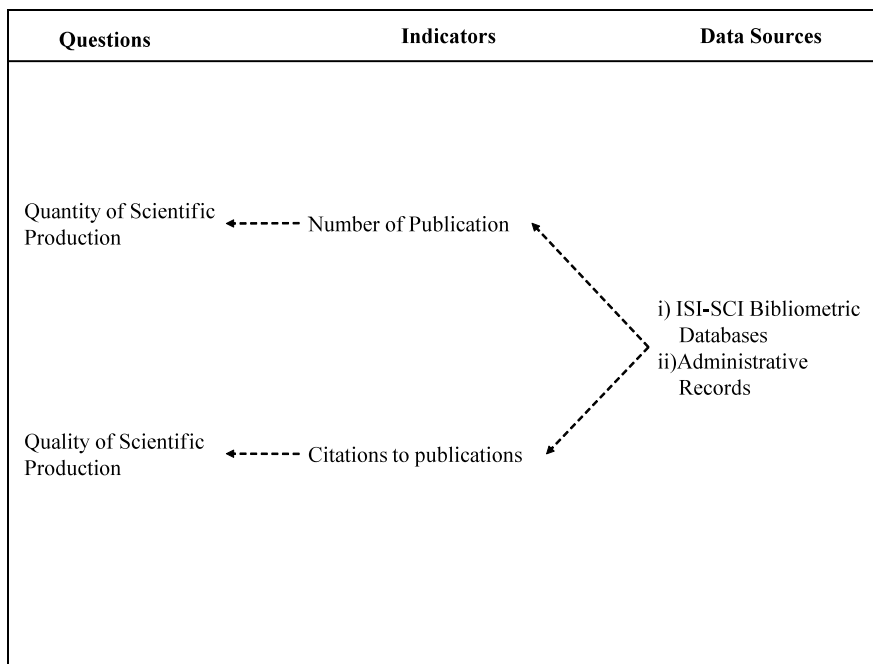 Questions Indicators Data Sources
Quantity of Scientific
Production
Number of Publication
i) ISI-SCI Bibliometric
Databases
ii)Administrative
Records
Quality of Scientific
Production
Citations to publications